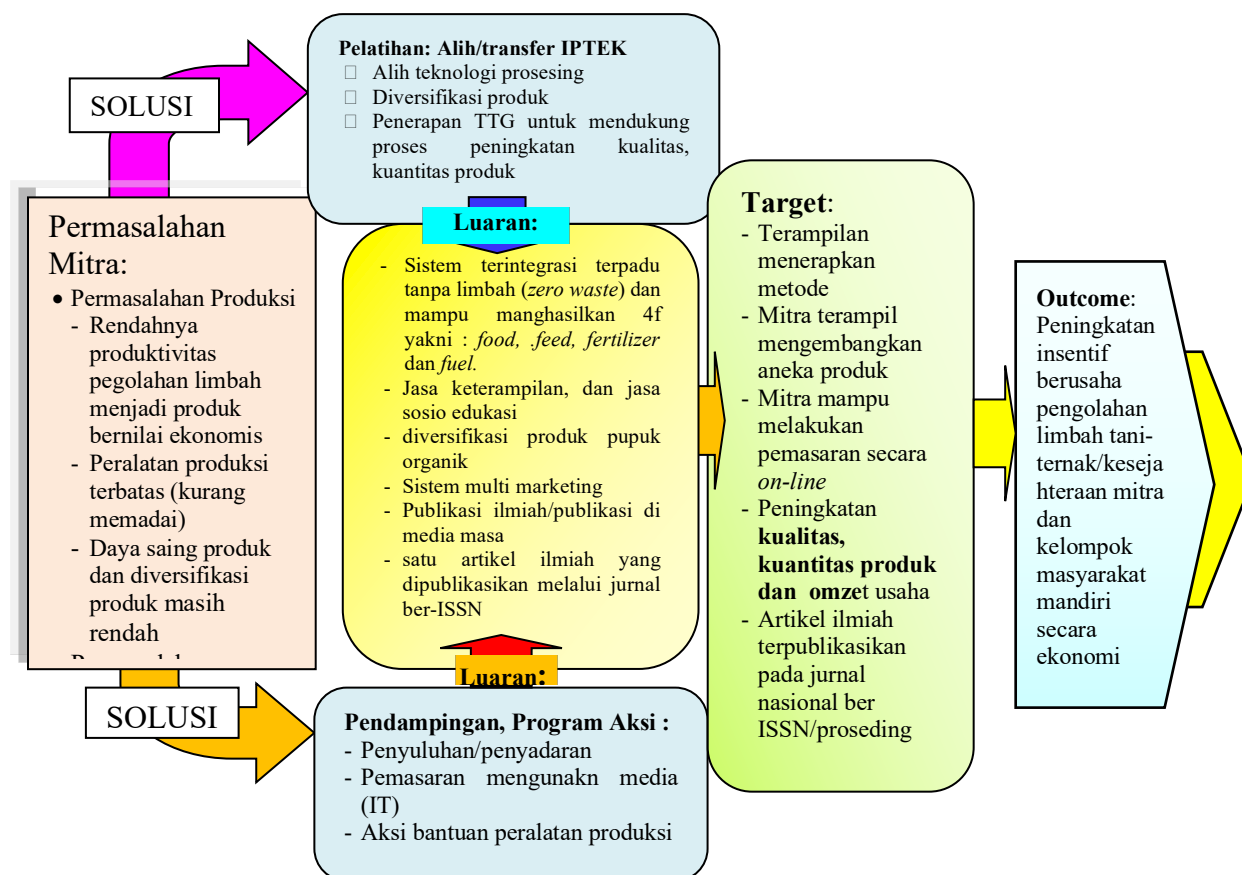 SOLUSI
Pelatihan: Alih/transfer IPTEK
Alih teknologi prosesing
Diversifikasi produk
Penerapan TTG untuk mendukung
proses peningkatan kualitas,
kuantitas produk
Permasalahan
Mitra:
• Permasalahan Produksi
- Rendahnya
produktivitas
pegolahan limbah
menjadi produk
bernilai ekonomis
- Peralatan produksi
terbatas (kurang
memadai)
- Daya saing produk
dan diversifikasi
produk masih
rendah
SOLUSI
Luaran:
- Sistem terintegrasi terpadu
tanpa limbah (zero waste) dan
mampu manghasilkan 4f
yakni : food, .feed, fertilizer
dan fuel.
- Jasa keterampilan, dan jasa
sosio edukasi
- diversifikasi produk pupuk
organik
- Sistem multi marketing
- Publikasi ilmiah/publikasi di
media masa
- satu artikel ilmiah yang
dipublikasikan melalui jurnal
ber-ISSN
Luaran:
Pendampingan, Program Aksi :
- Penyuluhan/penyadaran
- Pemasaran mengunakn media
(IT)
- Aksi bantuan peralatan produksi
Target:
- Terampilan
menerapkan
metode
- Mitra terampil
mengembangkan
aneka produk
- Mitra mampu
melakukan
pemasaran secara
on-line
- Peningkatan
kualitas,
kuantitas produk
dan omzet usaha
- Artikel ilmiah
terpublikasikan
pada jurnal
nasional ber
ISSN/proseding
Outcome:
Peningkatan
insentif
berusaha
pengolahan
limbah tani-
ternak/keseja
hteraan mitra
dan
kelompok
masyarakat
mandiri
secara
ekonomi